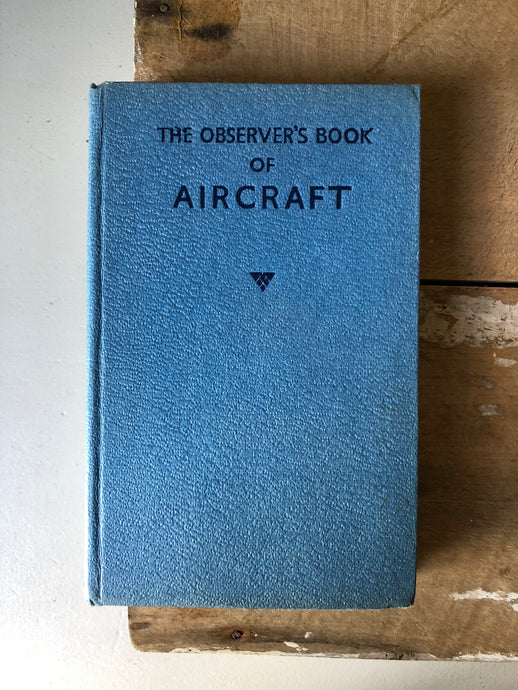 THE OBSERVER'S BOOK
OF
AIRCRAFT